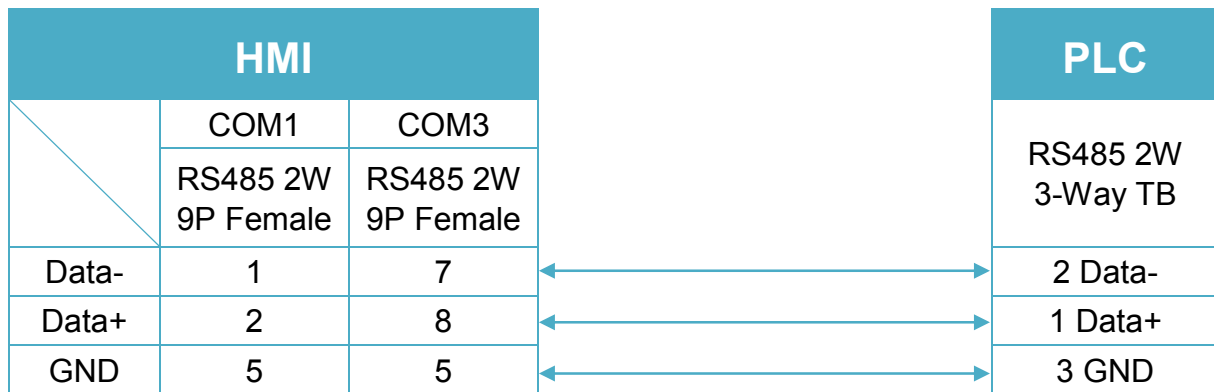 HMI
PLC
COM1
COM3
RS485 2W
9P Female
RS485 2W
9P Female
RS485 2W
3-Way TB
Data-
1
7
2 Data-
Data+
2
8
1 Data+
GND
5
5
3 GND